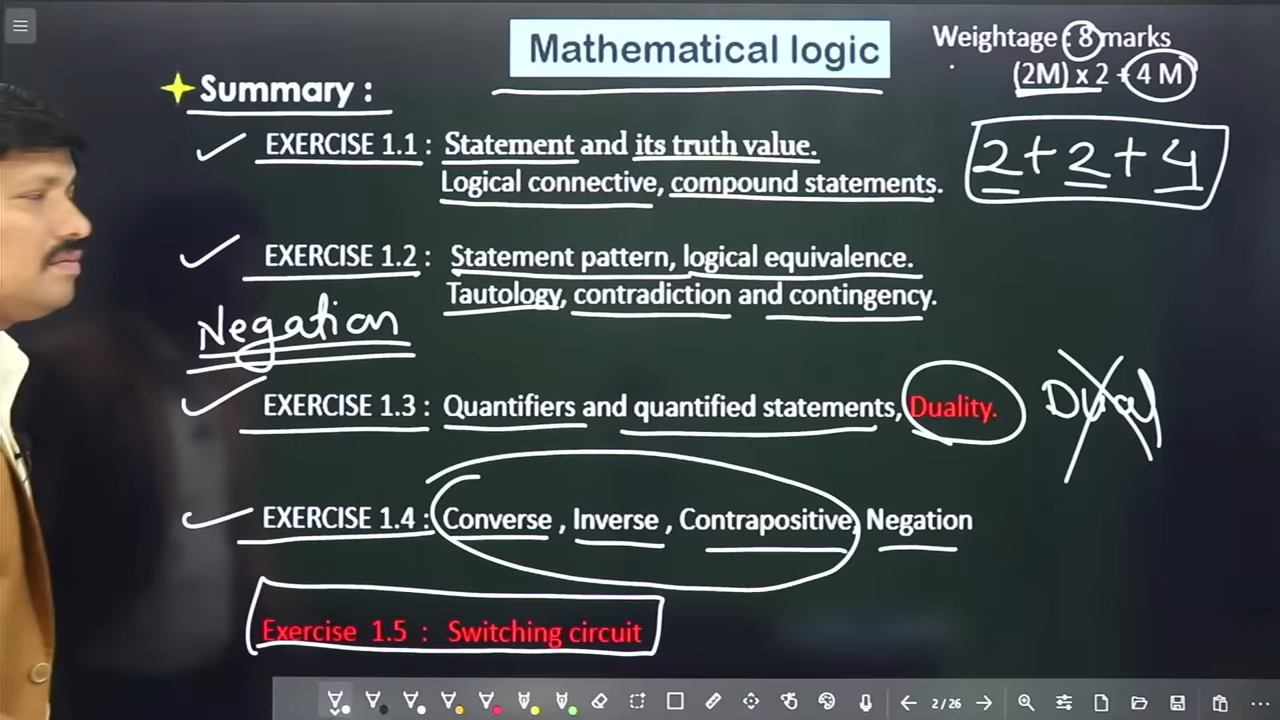 Mathematical logic
Weightage : 8 marks
(2M) x 2 + 4 M
2 + 2 + 4
Summary :
EXERCISE 1.1 : Statement and its truth value.
Logical connective, compound statements.
EXERCISE 1.2 : Statement pattern, logical equivalence.
Tautology, contradiction and contingency.
Negation
EXERCISE 1.3 : Quantifiers and quantified statements, Duality.
EXERCISE 1.4 : Converse , Inverse , Contrapositive, Negation
Exercise 1.5 : Switching circuit
2 / 26